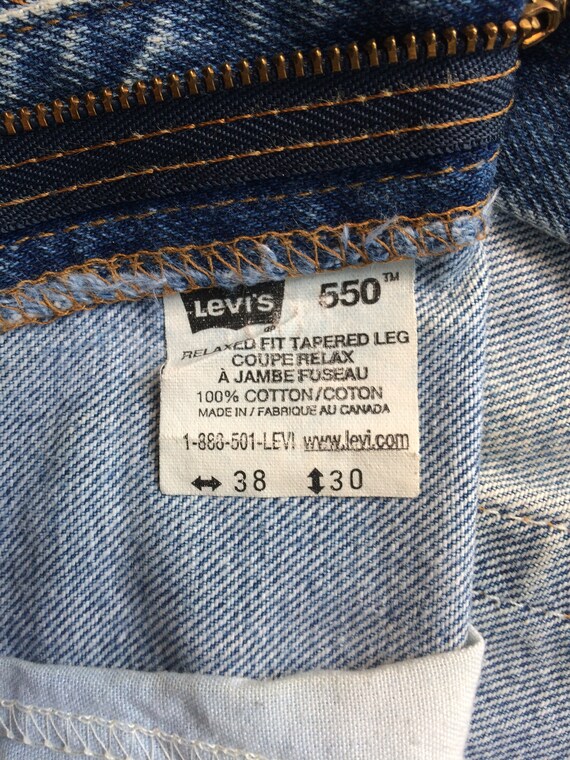 LEVI'S 550™
RELAXED FIT TAPERED LEG
COUPE RELAX
À JAMBE FUSEAU
100% COTTON/COTON
MADE IN / FABRIQUE AU CANADA
1-888-501-LEVI www.levi.com
↔ 38 ↕30